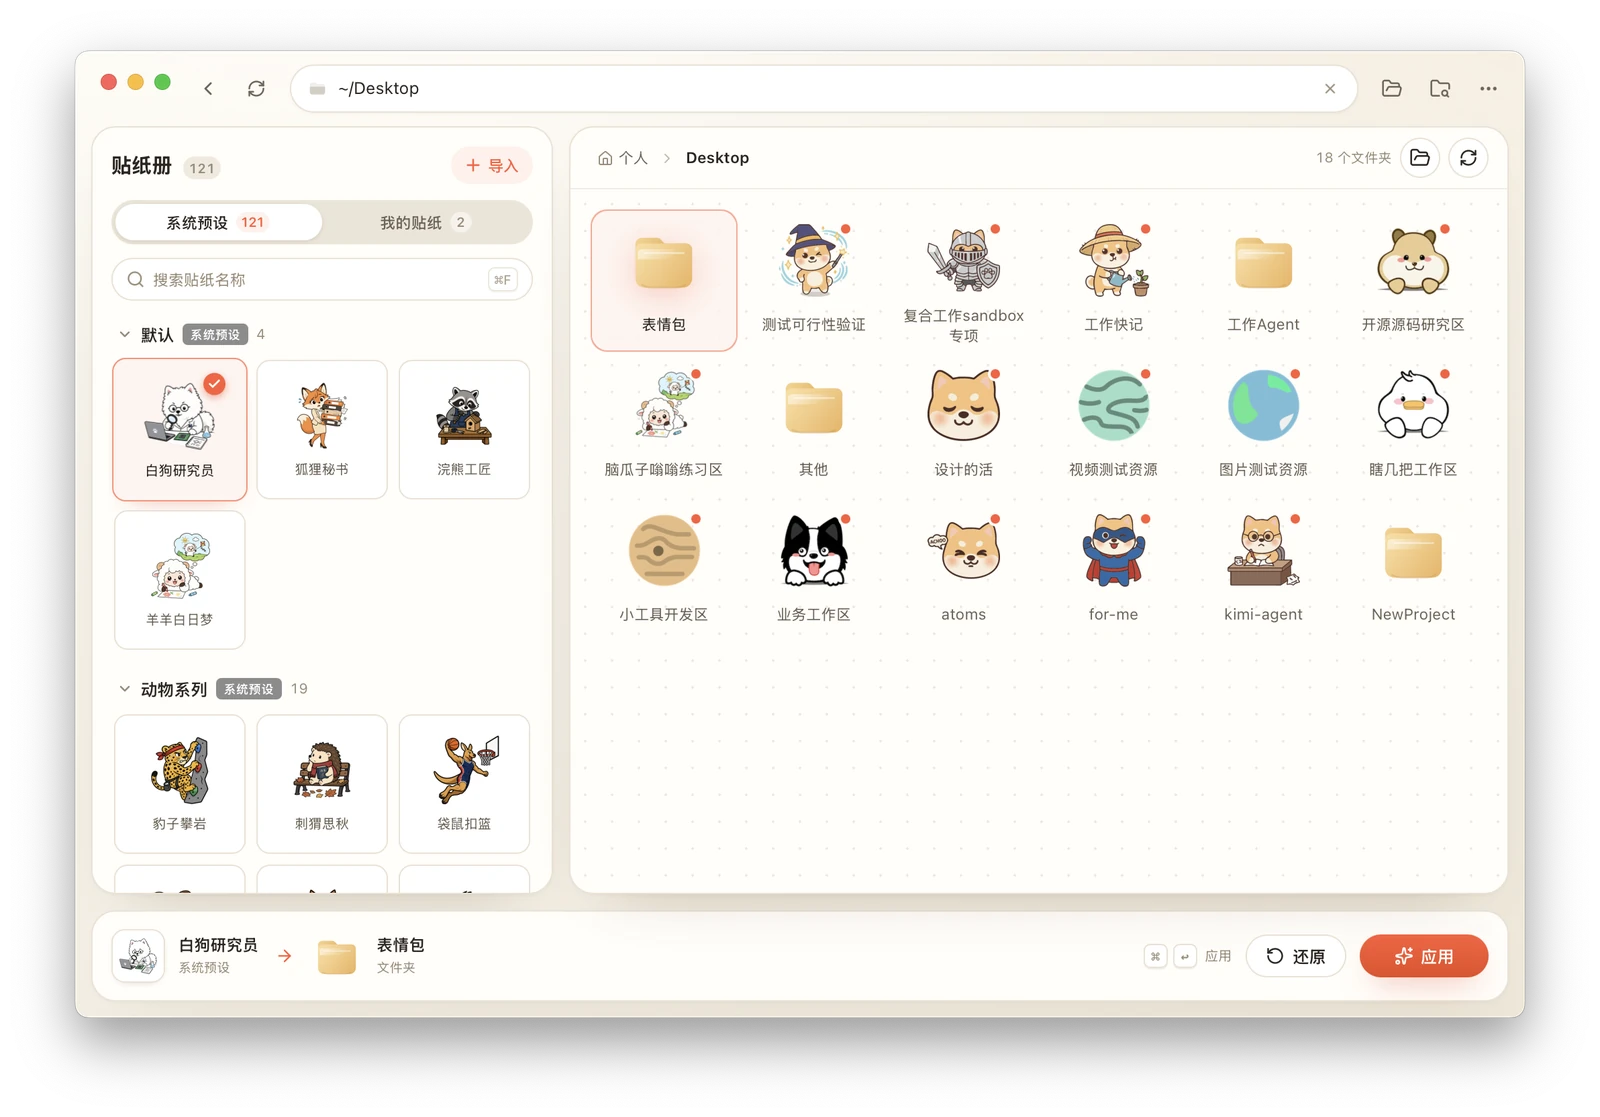 ~/Desktop
贴纸册 121
导入
系统预设 121
我的贴纸 2
搜索贴纸名称 ⌘F
默认 系统预设 4
白狗研究员
狐狸秘书
浣熊工匠
羊羊白日梦
动物系列 系统预设 19
豹子攀岩
刺猬思秋
袋鼠扣篮
个人 > Desktop
18 个文件夹
表情包
测试可行性验证
复合工作sandbox
专项
工作快记
工作Agent
开源源码研究区
脑瓜子嗡嗡练习区
其他
设计的活
视频测试资源
图片测试资源
瞎几把工作区
小工具开发区
业务工作区
ACHOO
atoms
for-me
kimi-agent
NewProject
白狗研究员
系统预设
表情包
文件夹
⌘ ↵ 应用
还原
应用